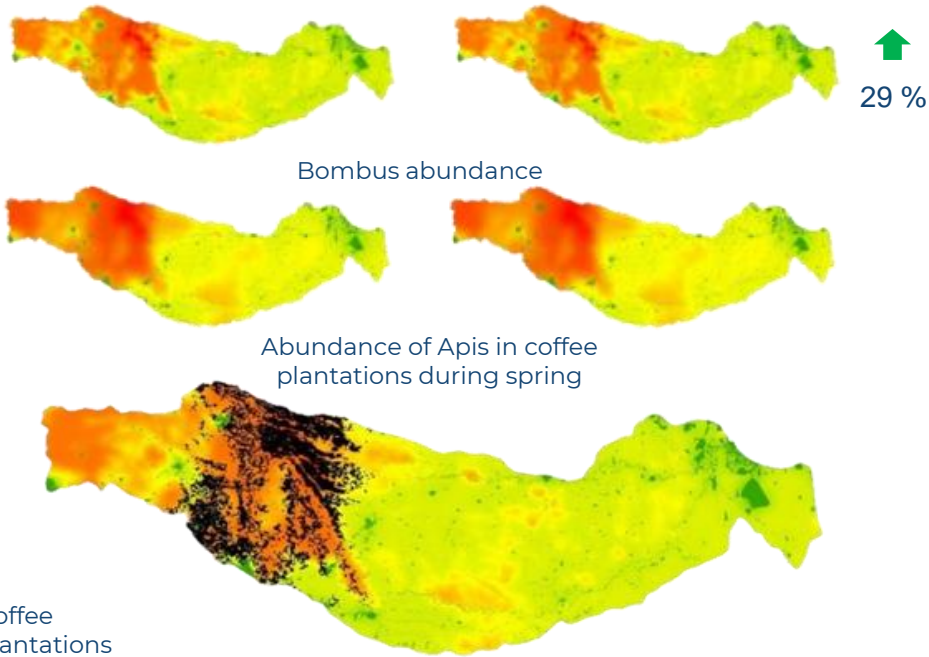 29 %
Bombus abundance
Abundance of Apis in coffee
plantations during spring
offee
antations